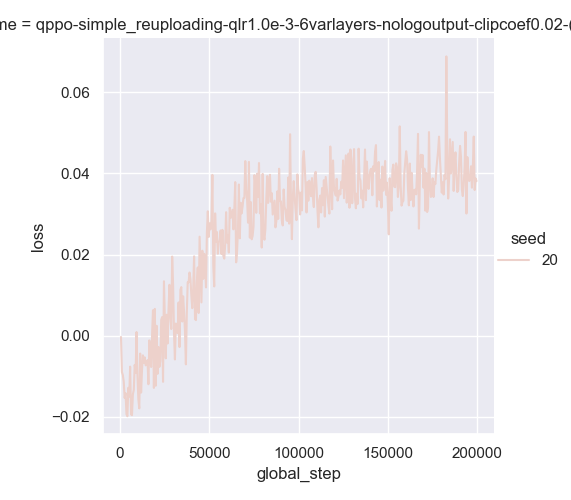 me = qppo-simple_reuploading-qlr1.0e-3-6varlayers-nologoutput-clipcoef0.02-(
0.06
0.04
0.02
0.00
−0.02
loss
0 50000 100000 150000 200000
global_step
seed
20